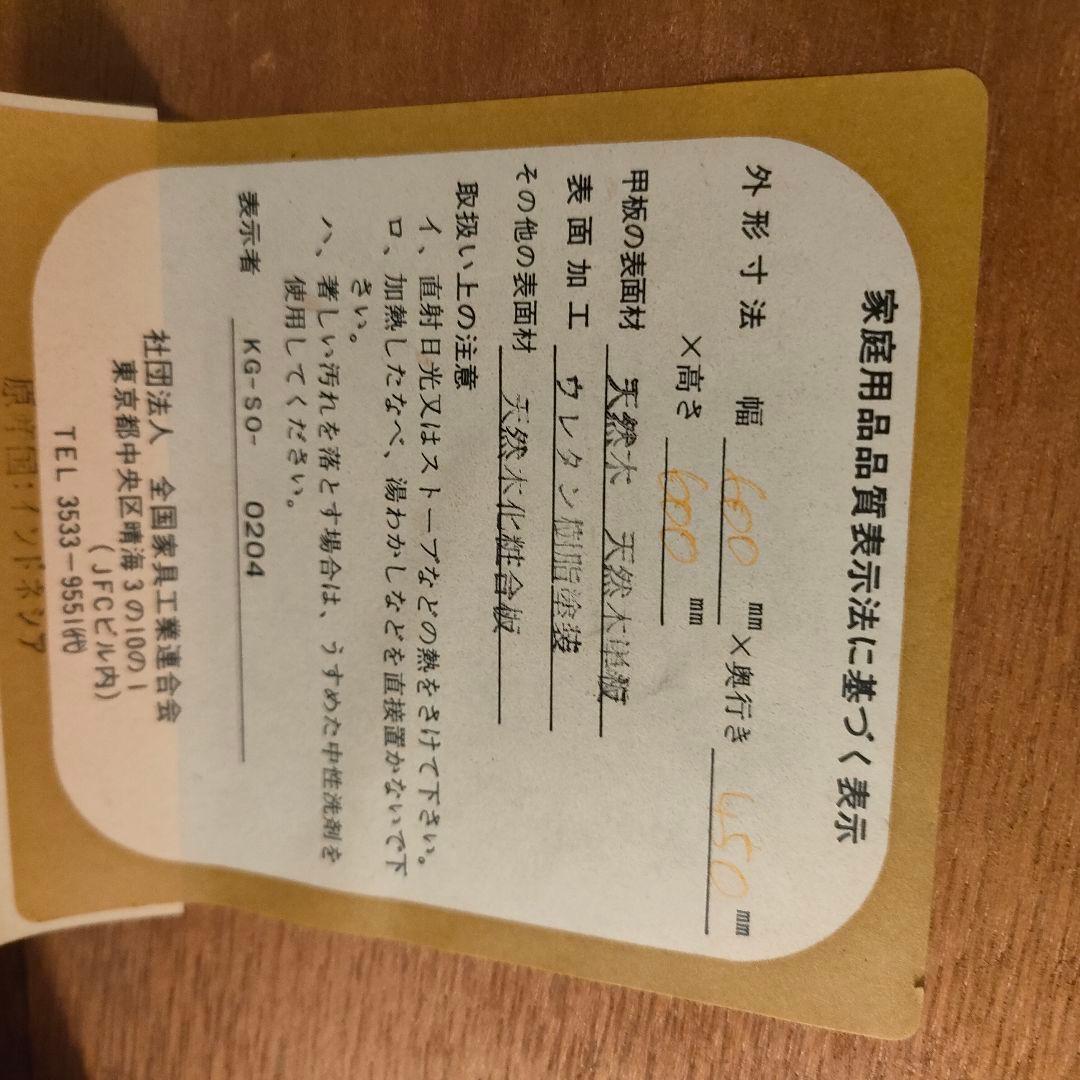 家庭用品品質表示法に基づく表示
外形寸法 幅 600 mm×奥行き 450 mm
×高さ 600 mm
甲板の表面材 天然木 天然木単板
表面加工 ウレタン樹脂塗装
その他の表面材 天然木化粧合板
取扱い上の注意
イ、直射日光又はストーブなどの熱をさけて下さい。
ロ、加熱したなべ、湯わかしなどを直接置かないで下
さい。
ハ、著しい汚れを落とす場合は、うすめた中性洗剤を
使用してください。
表示者 KG-SO- 0204
社団法人 全国家具工業連合会
東京都中央区晴海3の10の1
(JFCビル内)
TEL 3533-9551㈹
原産国:インドネシア